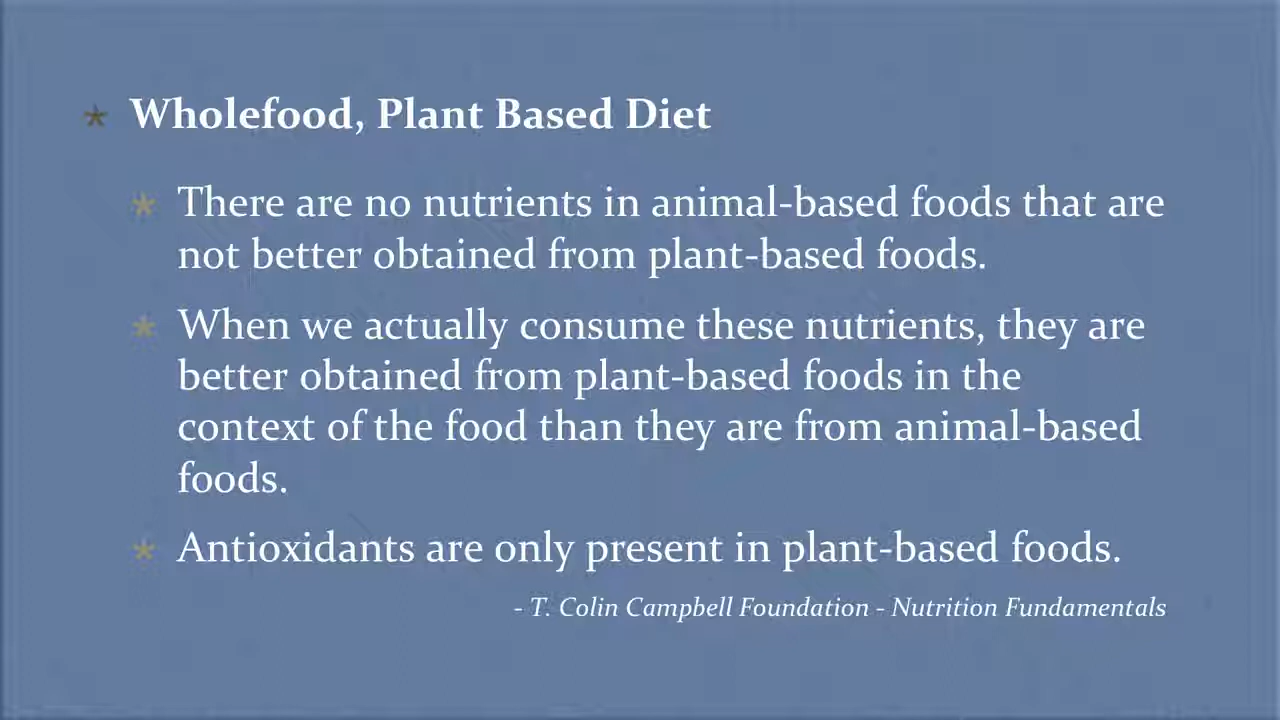 * Wholefood, Plant Based Diet
* There are no nutrients in animal-based foods that are
not better obtained from plant-based foods.
* When we actually consume these nutrients, they are
better obtained from plant-based foods in the
context of the food than they are from animal-based
foods.
* Antioxidants are only present in plant-based foods.
- T. Colin Campbell Foundation - Nutrition Fundamentals